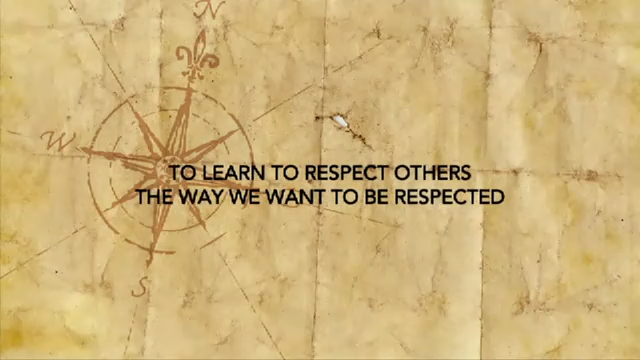 N
W
TO LEARN TO RESPECT OTHERS
THE WAY WE WANT TO BE RESPECTED
S